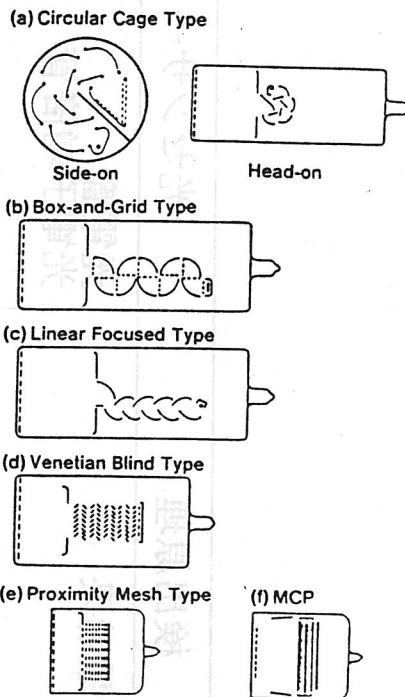 (a) Circular Cage Type
Side-on
Head-on
(b) Box-and-Grid Type
(c) Linear Focused Type
(d) Venetian Blind Type
(e) Proximity Mesh Type
(f) MCP